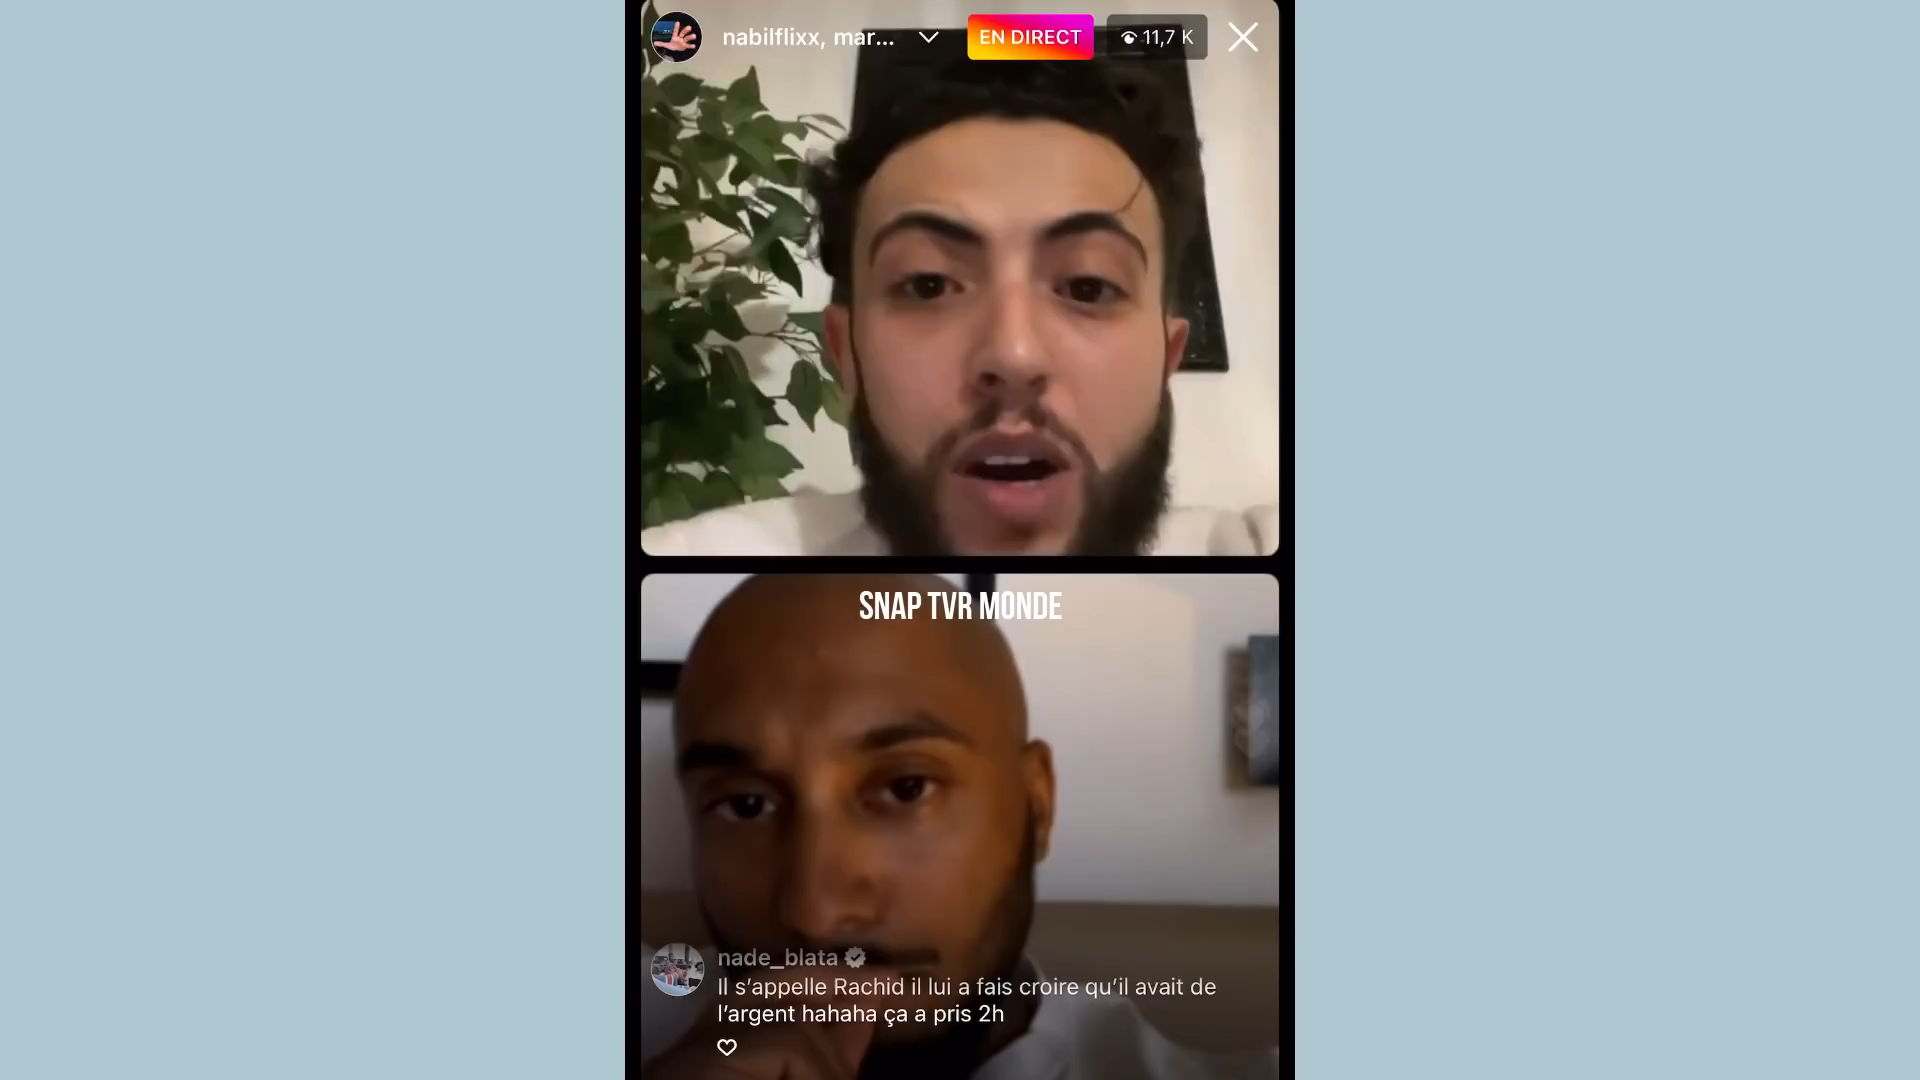 nabilflixx, mar...
EN DIRECT
11,7 K
SNAP TVR MONDE
nade_blata
Il s’appelle Rachid il lui a fais croire qu’il avait de
l’argent hahaha ça a pris 2h